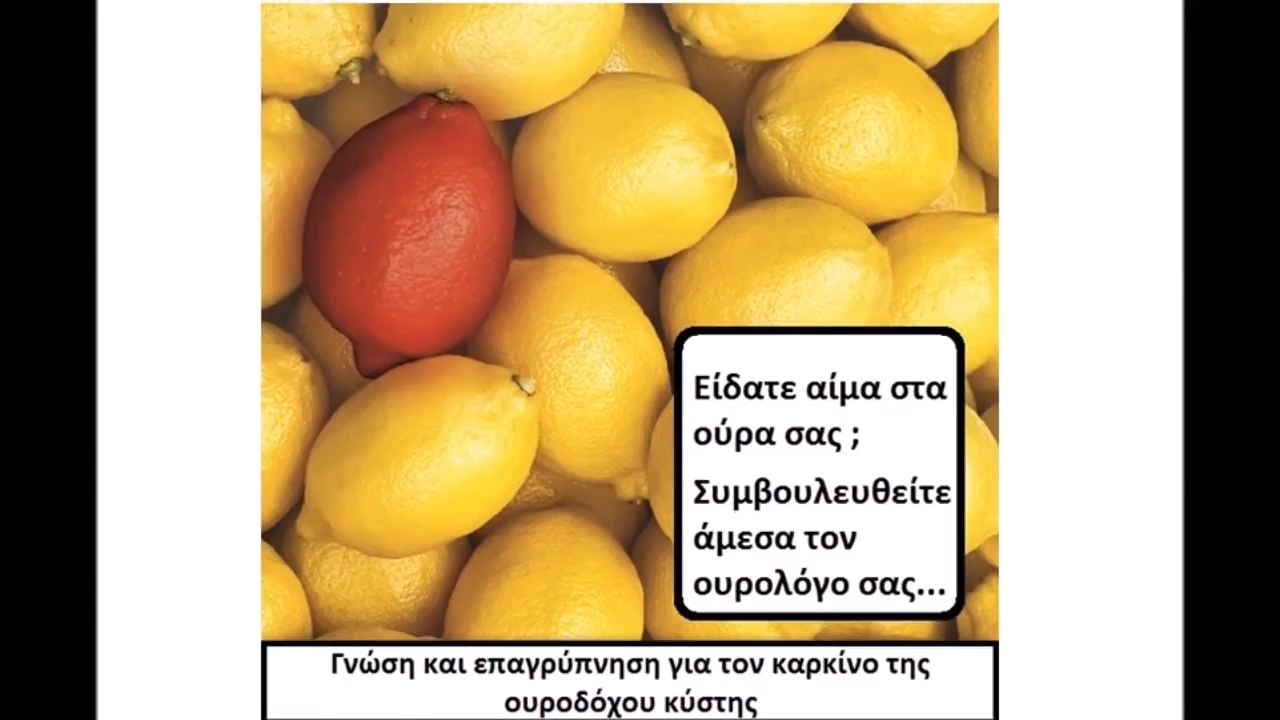 Είδατε αίμα στα
ούρα σας ;
Συμβουλευθείτε
άμεσα τον
ουρολόγο σας...
Γνώση και επαγρύπνηση για τον καρκίνο της
ουροδόχου κύστης